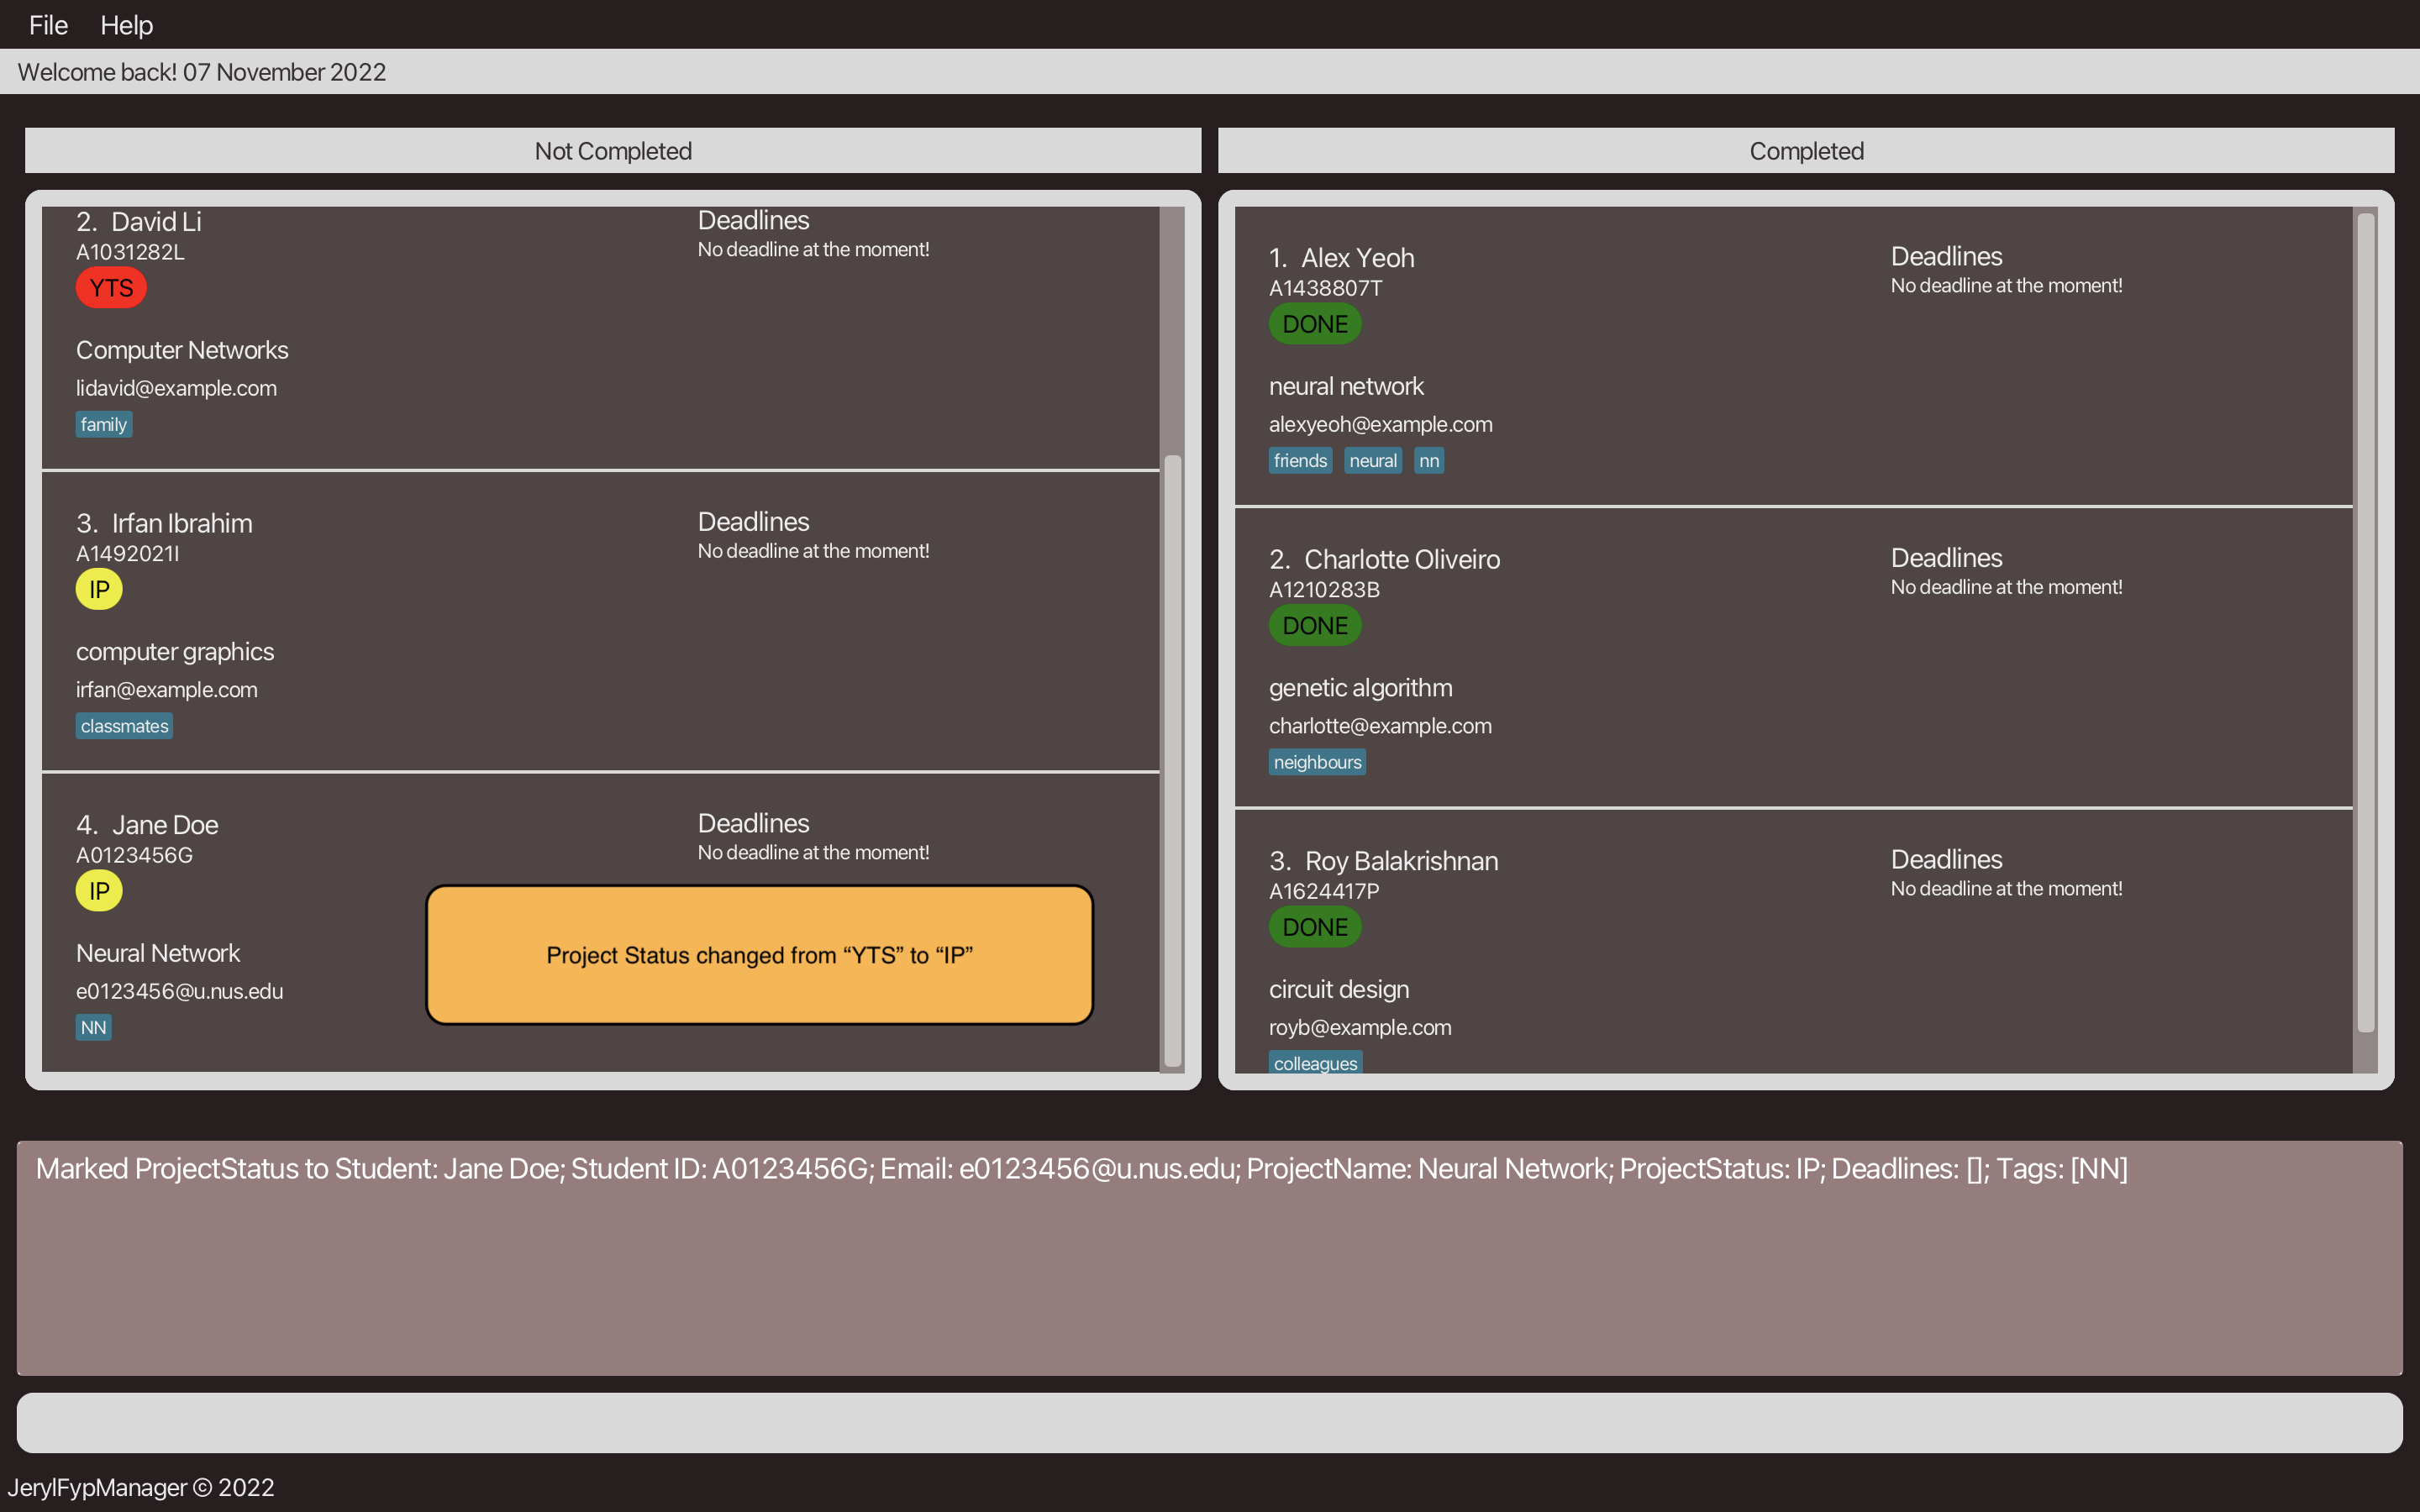 File Help
Welcome back! 07 November 2022
Not Completed
2. David Li
A1031282L
YTS
Computer Networks
lidavid@example.com
family
Deadlines
No deadline at the moment!
3. Irfan Ibrahim
A1492021I
IP
computer graphics
irfan@example.com
classmates
Deadlines
No deadline at the moment!
4. Jane Doe
A0123456G
IP
Neural Network
e0123456@u.nus.edu
NN
Deadlines
No deadline at the moment!
Project Status changed from “YTS” to “IP”
Completed
1. Alex Yeoh
A1438807T
DONE
neural network
alexyeoh@example.com
friends neural nn
Deadlines
No deadline at the moment!
2. Charlotte Oliveiro
A1210283B
DONE
genetic algorithm
charlotte@example.com
neighbours
Deadlines
No deadline at the moment!
3. Roy Balakrishnan
A1624417P
DONE
circuit design
royb@example.com
colleagues
Deadlines
No deadline at the moment!
Marked ProjectStatus to Student: Jane Doe; Student ID: A0123456G; Email: e0123456@u.nus.edu; ProjectName: Neural Network; ProjectStatus: IP; Deadlines: []; Tags: [NN]
JerylFypManager © 2022